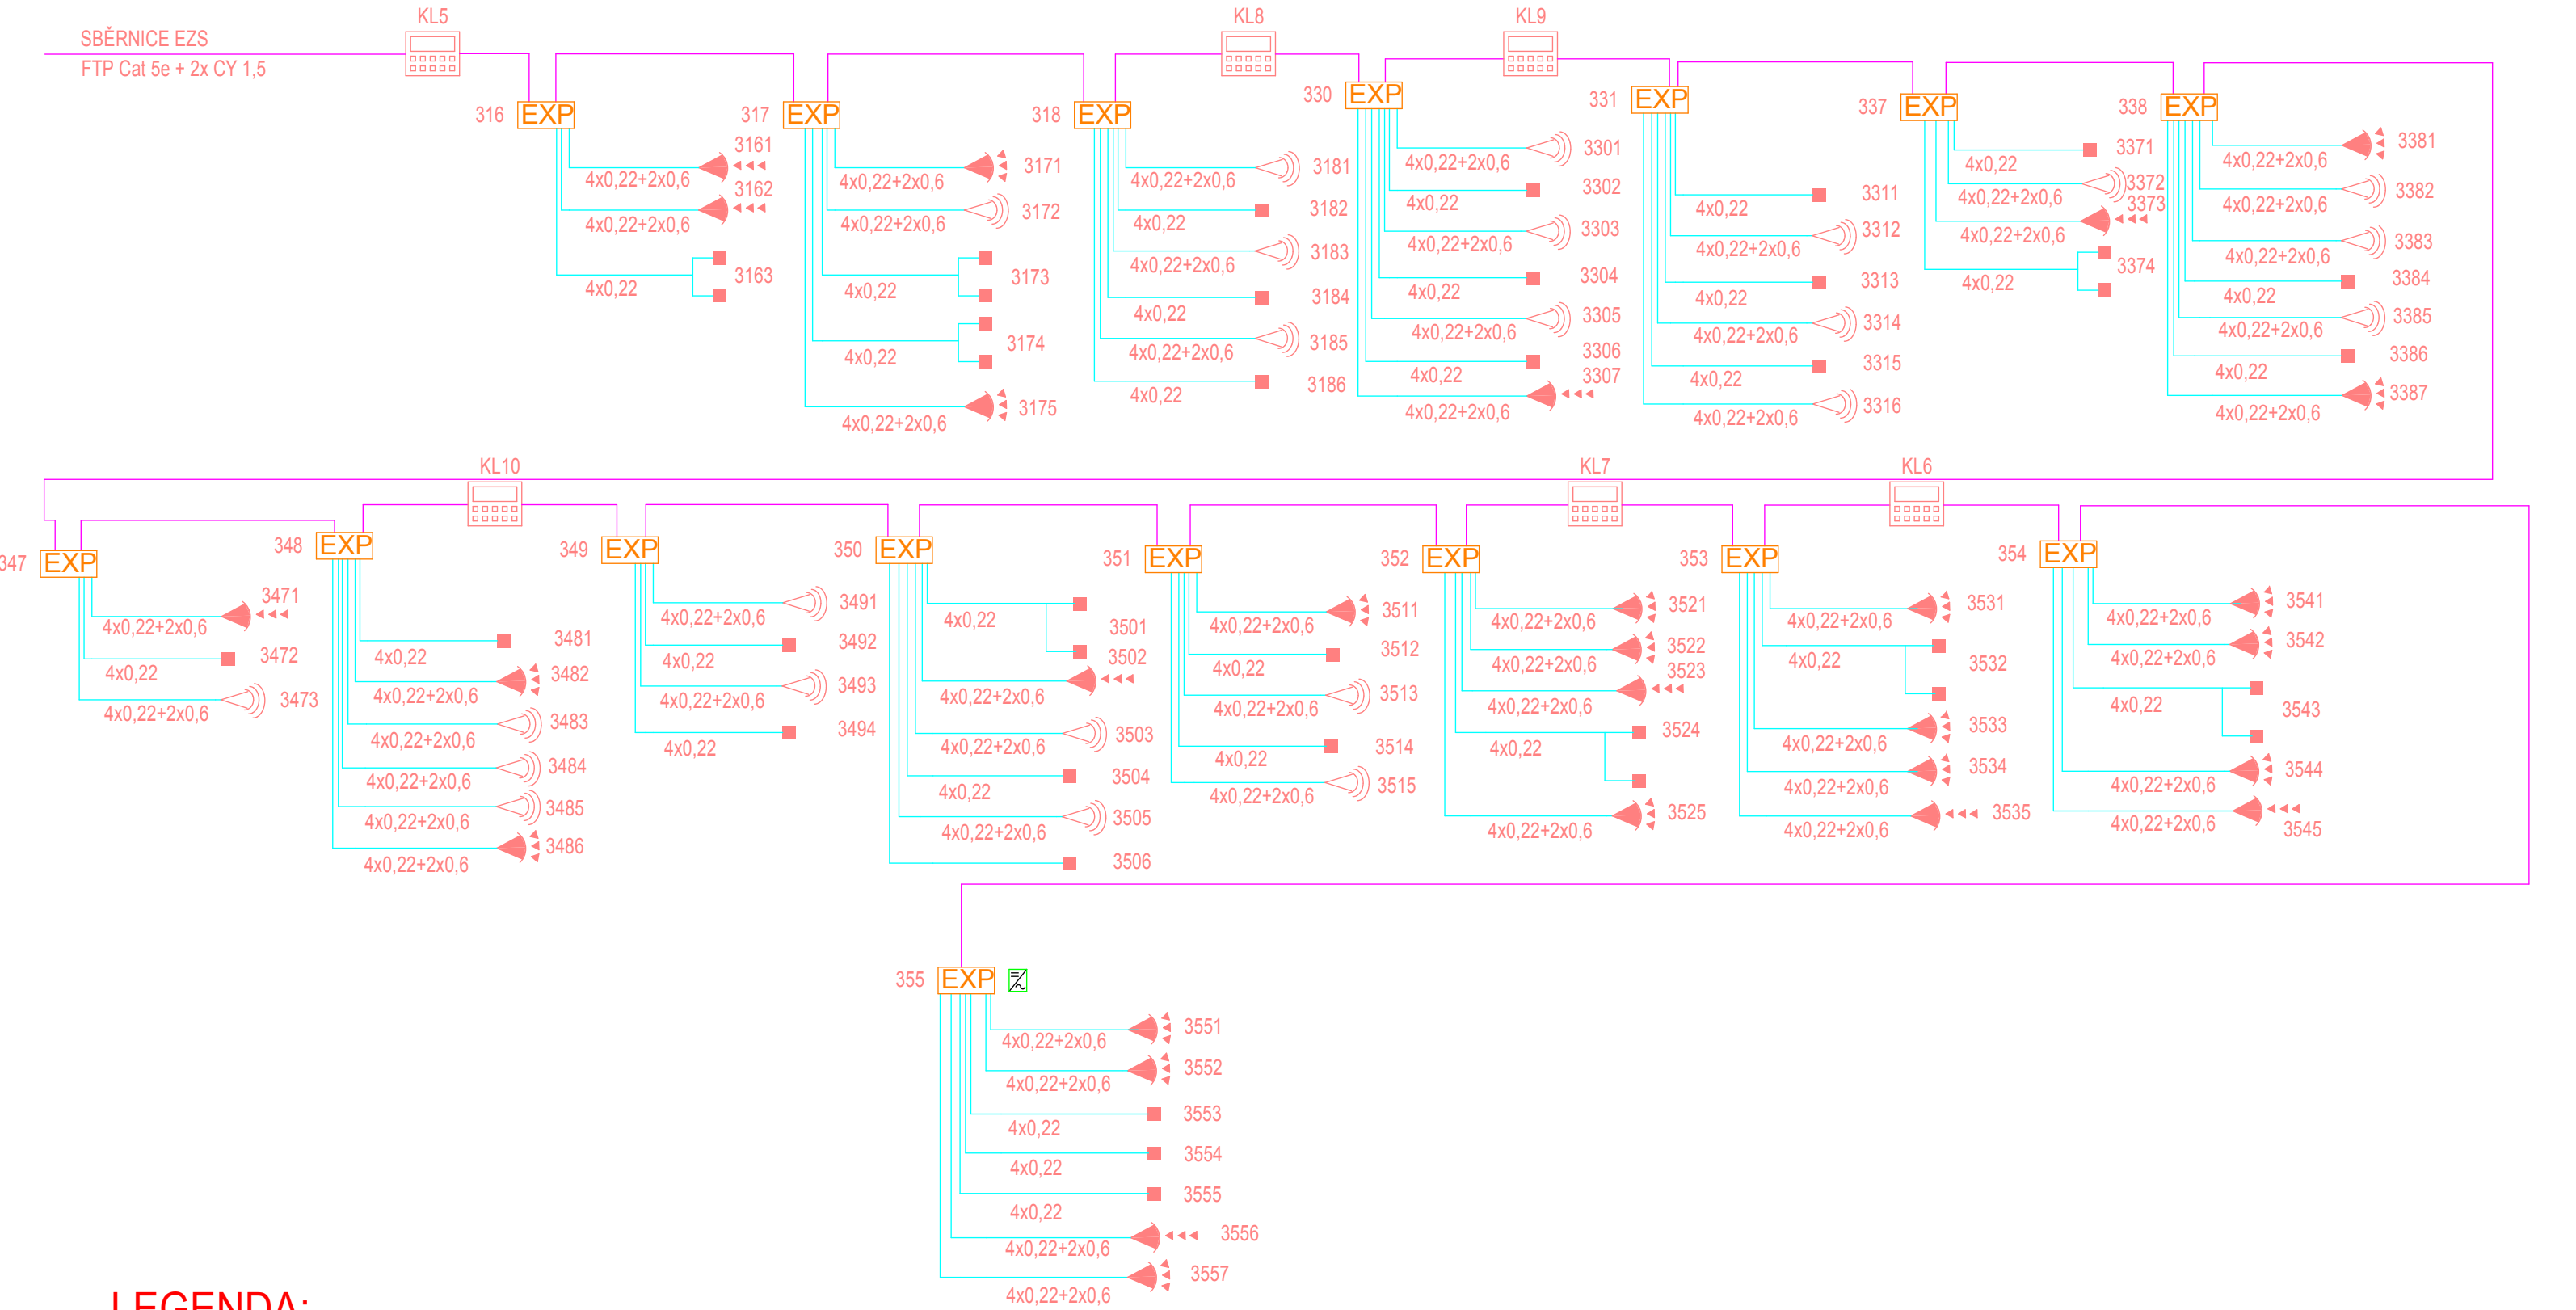 KL5
KL8
KL9
SBĚRNICE EZS
FTP Cat 5e + 2x CY 1,5
316 EXP
3161
4x0,22+2x0,6
3162
4x0,22+2x0,6
3163
4x0,22
317 EXP
3171
4x0,22+2x0,6
3172
4x0,22+2x0,6
3173
4x0,22
3174
4x0,22
3175
4x0,22+2x0,6
318 EXP
3181
4x0,22+2x0,6
3182
4x0,22
3183
4x0,22+2x0,6
3184
4x0,22
3185
4x0,22+2x0,6
3186
4x0,22
330 EXP
3301
4x0,22+2x0,6
3302
4x0,22
3303
4x0,22+2x0,6
3304
4x0,22
3305
4x0,22+2x0,6
3306
4x0,22
3307
4x0,22+2x0,6
331 EXP
3311
4x0,22
3312
4x0,22+2x0,6
3313
4x0,22
3314
4x0,22+2x0,6
3315
4x0,22
3316
4x0,22+2x0,6
337 EXP
3371
4x0,22
3372
4x0,22+2x0,6
3373
4x0,22+2x0,6
3374
4x0,22
338 EXP
3381
4x0,22+2x0,6
3382
4x0,22+2x0,6
3383
4x0,22+2x0,6
3384
4x0,22
3385
4x0,22+2x0,6
3386
4x0,22
3387
4x0,22+2x0,6
KL10
KL7
KL6
347 EXP
3471
4x0,22+2x0,6
3472
4x0,22
3473
4x0,22+2x0,6
348 EXP
3481
4x0,22
3482
4x0,22+2x0,6
3483
4x0,22+2x0,6
3484
4x0,22+2x0,6
3485
4x0,22+2x0,6
3486
4x0,22+2x0,6
349 EXP
3491
4x0,22+2x0,6
3492
4x0,22
3493
4x0,22+2x0,6
3494
4x0,22
350 EXP
4x0,22
3501
3502
4x0,22+2x0,6
3503
4x0,22+2x0,6
3504
4x0,22
3505
4x0,22+2x0,6
3506
351 EXP
3511
4x0,22+2x0,6
3512
4x0,22
3513
4x0,22+2x0,6
3514
4x0,22
3515
4x0,22+2x0,6
352 EXP
3521
4x0,22+2x0,6
3522
4x0,22+2x0,6
3523
4x0,22+2x0,6
3524
4x0,22
3525
4x0,22+2x0,6
353 EXP
3531
4x0,22+2x0,6
3532
4x0,22
3533
4x0,22+2x0,6
3534
4x0,22+2x0,6
3535
4x0,22+2x0,6
354 EXP
3541
4x0,22+2x0,6
3542
4x0,22+2x0,6
4x0,22
3543
3544
4x0,22+2x0,6
3545
4x0,22+2x0,6
355 EXP
3551
4x0,22+2x0,6
3552
4x0,22+2x0,6
3553
4x0,22
3554
4x0,22
3555
4x0,22
3556
4x0,22+2x0,6
3557
4x0,22+2x0,6
LEGENDA: